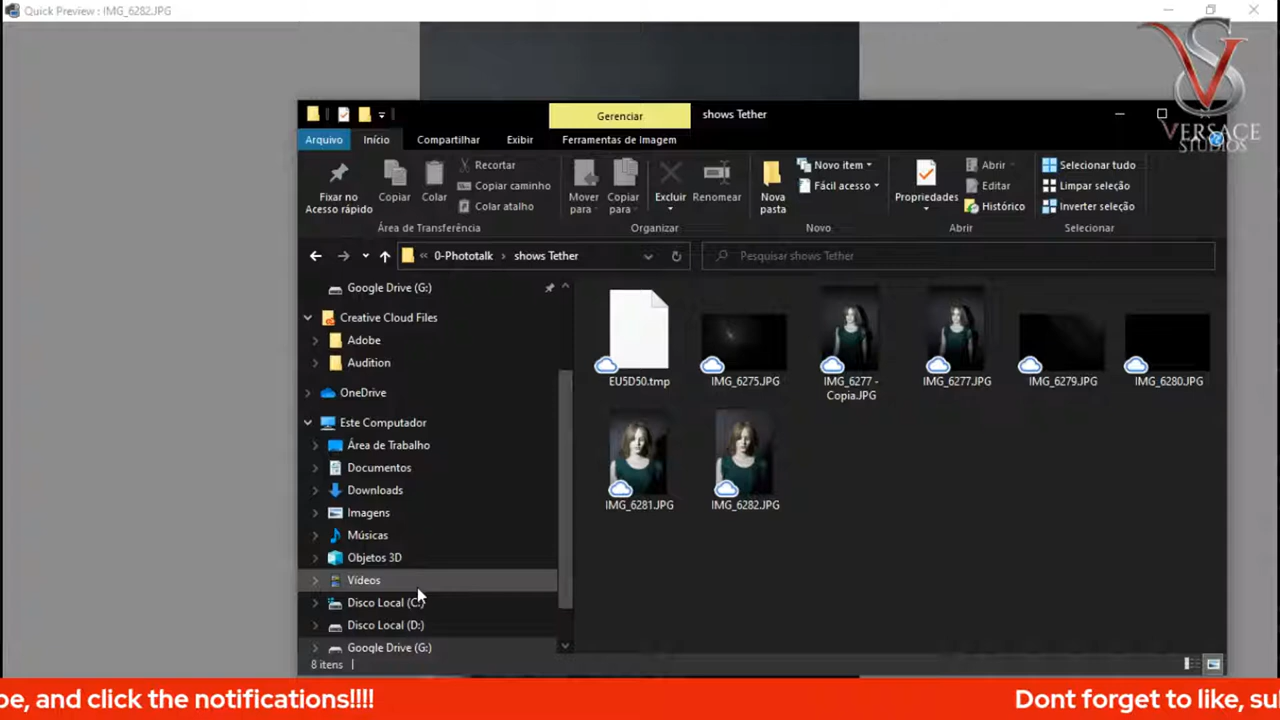 Quick Preview : IMG_6282.JPG
VS
VERSACE
STUDIOS
Gerenciar
shows Tether
Arquivo
Início
Compartilhar
Exibir
Ferramentas de Imagem
Fixar no
Acesso rápido
Copiar
Colar
Recortar
Copiar caminho
Colar atalho
Área de Transferência
Mover
para
Copiar
para
Excluir
Renomear
Organizar
Nova
pasta
Novo item
Fácil acesso
Novo
Propriedades
Abrir
Editar
Histórico
Abrir
Selecionar tudo
Limpar seleção
Inverter seleção
Selecionar
« 0-Phototalk › shows Tether
Pesquisar shows Tether
Google Drive (G:)
Creative Cloud Files
Adobe
Audition
OneDrive
Este Computador
Área de Trabalho
Documentos
Downloads
Imagens
Músicas
Objetos 3D
Vídeos
Disco Local (C:)
Disco Local (D:)
Google Drive (G:)
EU5D50.tmp
IMG_6275.JPG
IMG_6277 -
Copia.JPG
IMG_6277.JPG
IMG_6279.JPG
IMG_6280.JPG
IMG_6281.JPG
IMG_6282.JPG
8 itens
be, and click the notifications!!!!
Dont forget to like, su